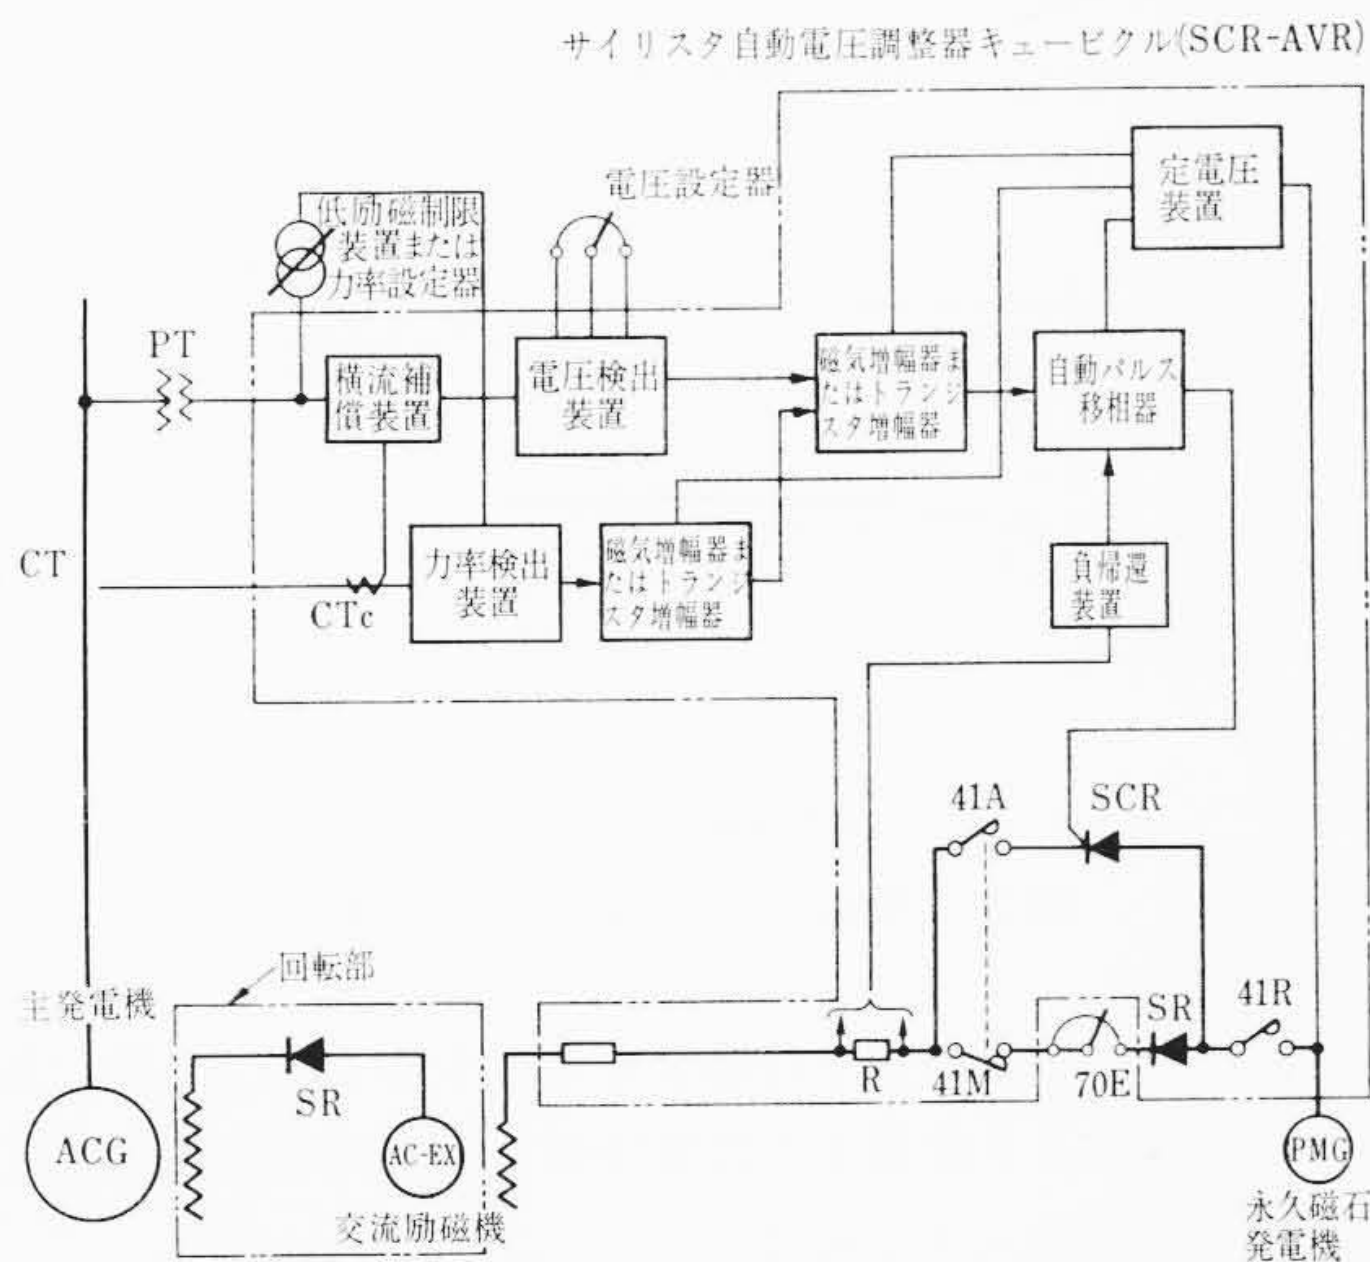 サイリスタ自動電圧調整器キュービクル(SCR-AVR)
定電圧
装置
電圧設定器
低励磁制限
装置または
力率設定器
PT
横流補
償装置
電圧検出
装置
磁気増幅器ま
たはトランジ
スタ増幅器
自動パルス
移相器
CT
CTc
力率検出
装置
磁気増幅器ま
たはトランジ
スタ増幅器
負帰還
装置
41A
SCR
回転部
主発電機
SR
41R
R
41M
70E
SR
ACG
AC-EX
PMG
交流励磁機
永久磁石
発電機